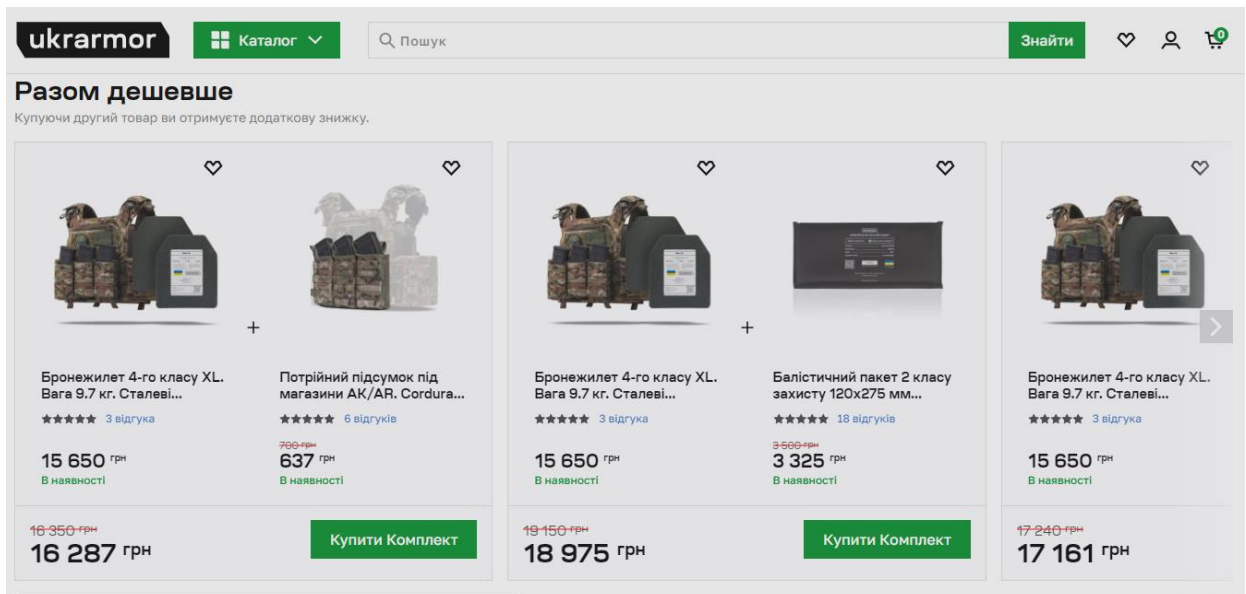 ukrarmor
Каталог
Пошук
Знайти
0
Разом дешевше
Купуючи другий товар ви отримуєте додаткову знижку.
Бронежилет 4-го класу XL.
Вага 9.7 кг. Сталеві...
3 відгука
15 650 грн
В наявності
+
Потрійний підсумок під
магазини АК/AR. Cordura...
6 відгуків
700 грн
637 грн
В наявності
16 350 грн
16 287 грн
Купити Комплект
Бронежилет 4-го класу XL.
Вага 9.7 кг. Сталеві...
3 відгука
15 650 грн
В наявності
+
Балістичний пакет 2 класу
захисту 120x275 мм...
18 відгуків
3 500 грн
3 325 грн
В наявності
19 150 грн
18 975 грн
Купити Комплект
Бронежилет 4-го класу XL.
Вага 9.7 кг. Сталеві...
3 відгука
15 650 грн
В наявності
17 240 грн
17 161 грн